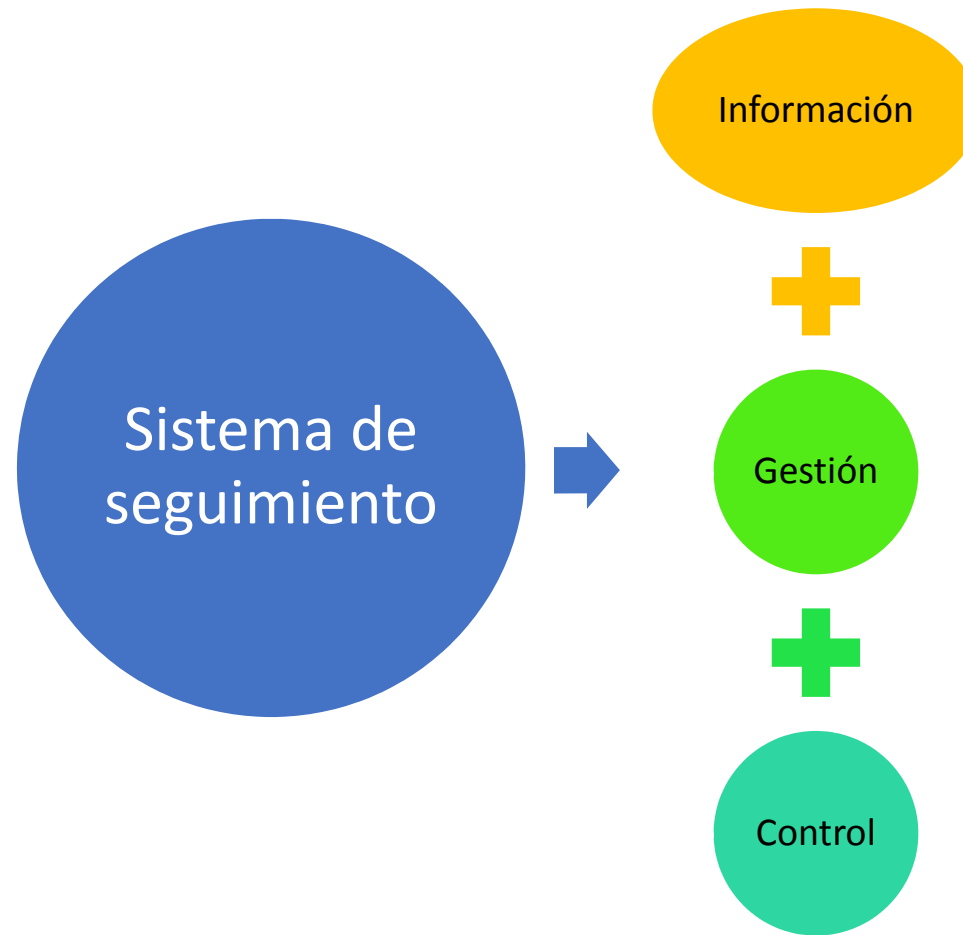 Sistema de
seguimiento
Información
Gestión
Control